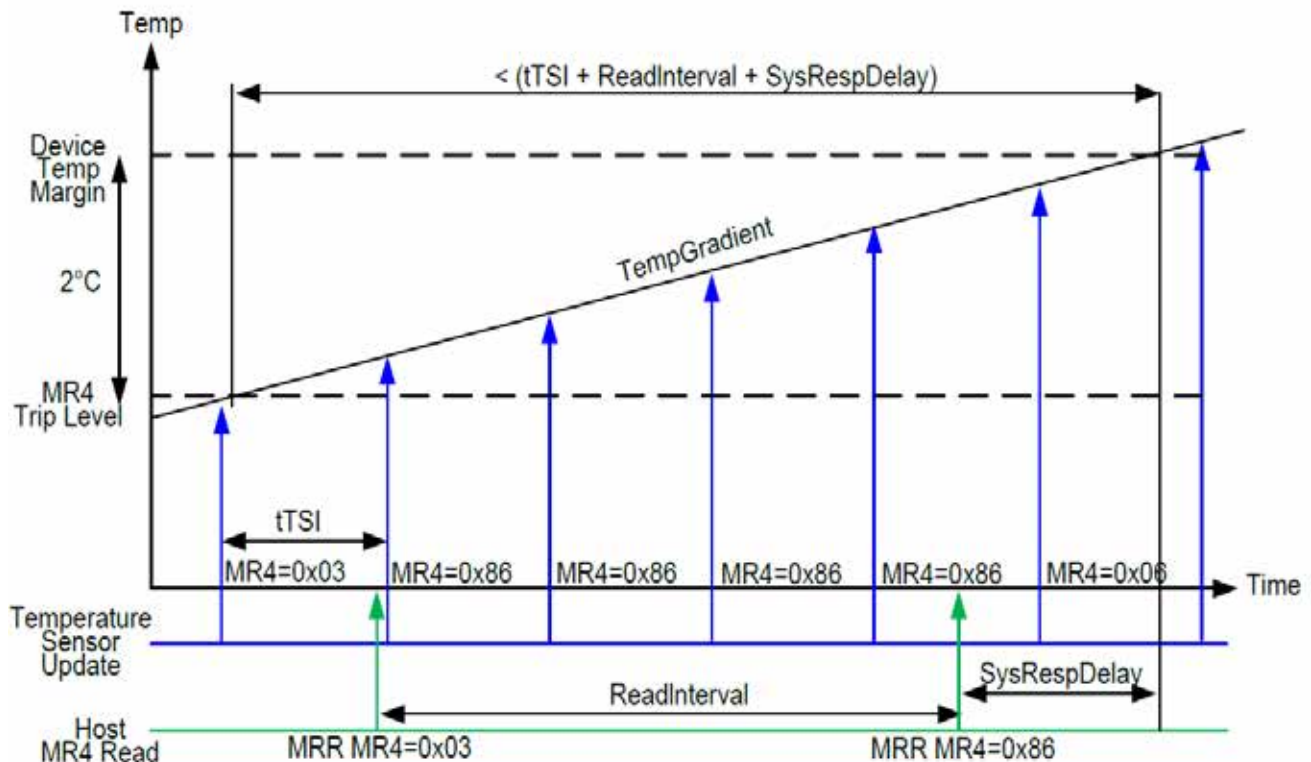 Temp
< (tTSI + ReadInterval + SysRespDelay)
Device
Temp
Margin
TempGradient
2°C
MR4
Trip Level
tTSI
MR4=0x03 MR4=0x86 MR4=0x86 MR4=0x86 MR4=0x86 MR4=0x06
Time
Temperature
Sensor
Update
SysRespDelay
ReadInterval
Host
MR4 Read
MRR MR4=0x03 MRR MR4=0x86